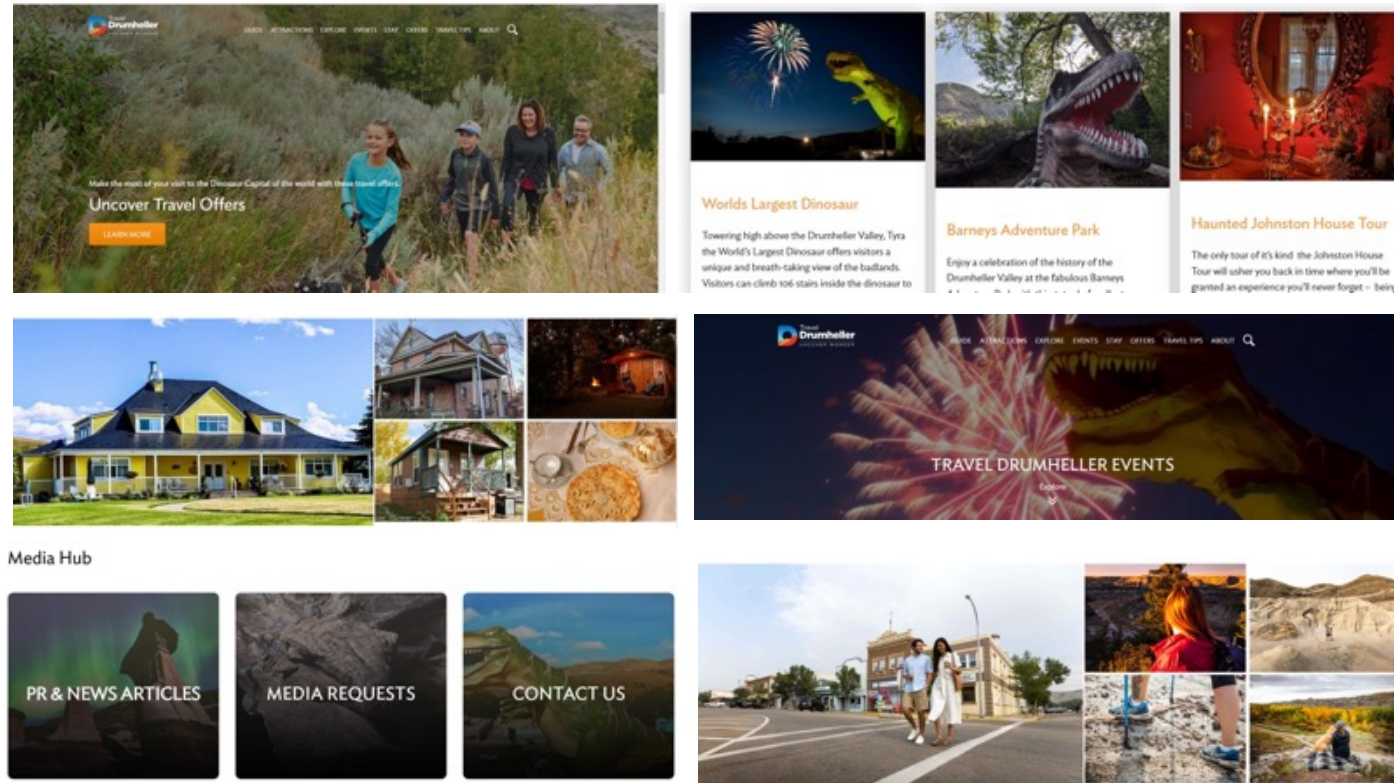 Travel
Drumheller
UNCOVER WONDER
GUIDE ATTRACTIONS EXPLORE EVENTS STAY OFFERS TRAVEL TIPS ABOUT
Make the most of your visit to the Dinosaur Capital of the world with these travel offers.
Uncover Travel Offers
LEARN MORE
Worlds Largest Dinosaur
Towering high above the Drumheller Valley, Tyra
the World's Largest Dinosaur offers visitors a
unique and breath-taking view of the badlands.
Visitors can climb 106 stairs inside the dinosaur to
Barneys Adventure Park
Enjoy a celebration of the history of the
Drumheller Valley at the fabulous Barneys
Haunted Johnston House Tour
The only tour of it's kind the Johnston House
Tour will usher you back in time where you'll be
granted an experience you'll never forget – being
Travel
Drumheller
UNCOVER WONDER
GUIDE ATTRACTIONS EXPLORE EVENTS STAY OFFERS TRAVEL TIPS ABOUT
TRAVEL DRUMHELLER EVENTS
Explore
Media Hub
PR & NEWS ARTICLES
MEDIA REQUESTS
CONTACT US